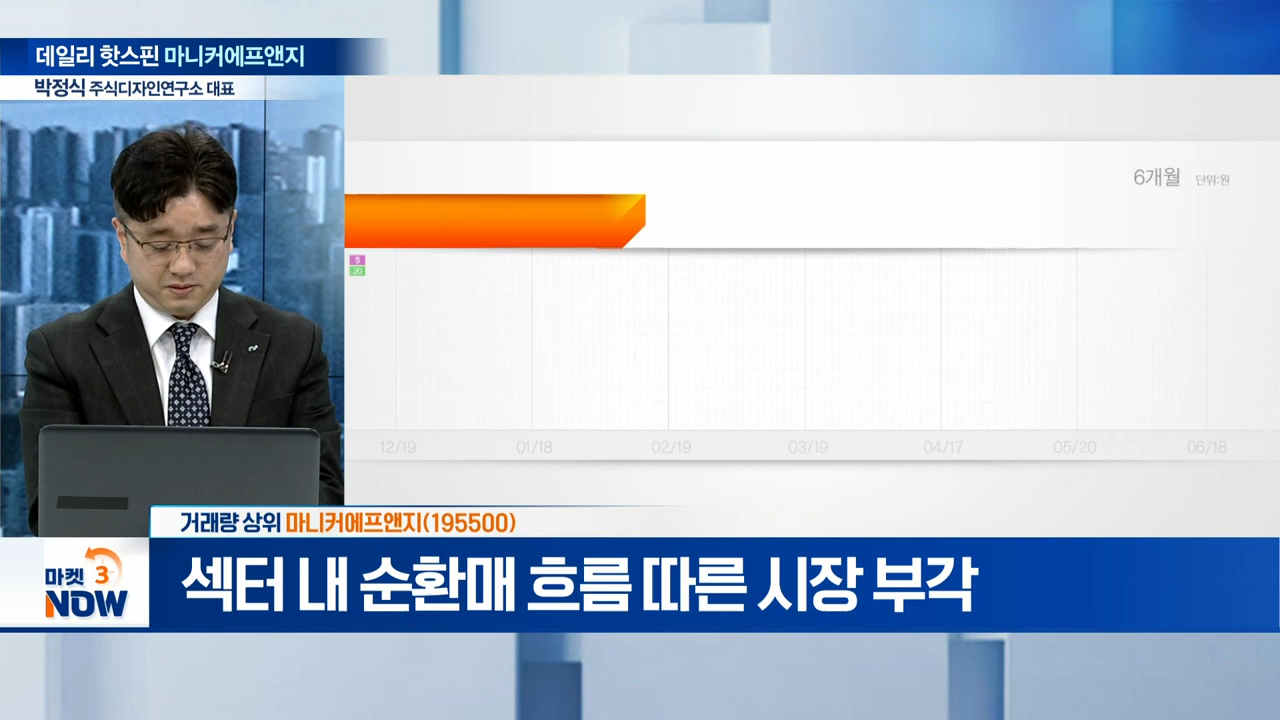 데일리 핫스핀 마니커에프앤지
박정식 주식디자인연구소 대표
6개월 단위:원
5
20
12/19 01/18 02/19 03/19 04/17 05/20 06/18
거래량 상위 마니커에프앤지(195500)
마켓 3
NOW
섹터 내 순환매 흐름 따른 시장 부각